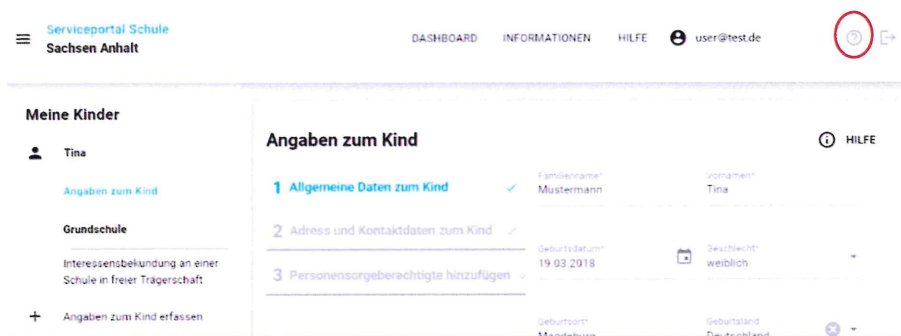 Serviceportal Schule
Sachsen Anhalt
DASHBOARD INFORMATIONEN HILFE user@test.de
Meine Kinder
Tina
Angaben zum Kind
Grundschule
Interessensbekundung an einer
Schule in freier Trägerschaft
+ Angaben zum Kind erfassen
Angaben zum Kind
HILFE
1 Allgemeine Daten zum Kind
2 Adress und Kontaktdaten zum Kind
3 Personensorgeberechtigte hinzufügen
Familienname* Vornamen*
Mustermann Tina
Geburtsdatum* Geschlecht*
19.03.2018 weiblich
Geburtsort* Geburtsland
Magdeburg Deutschland